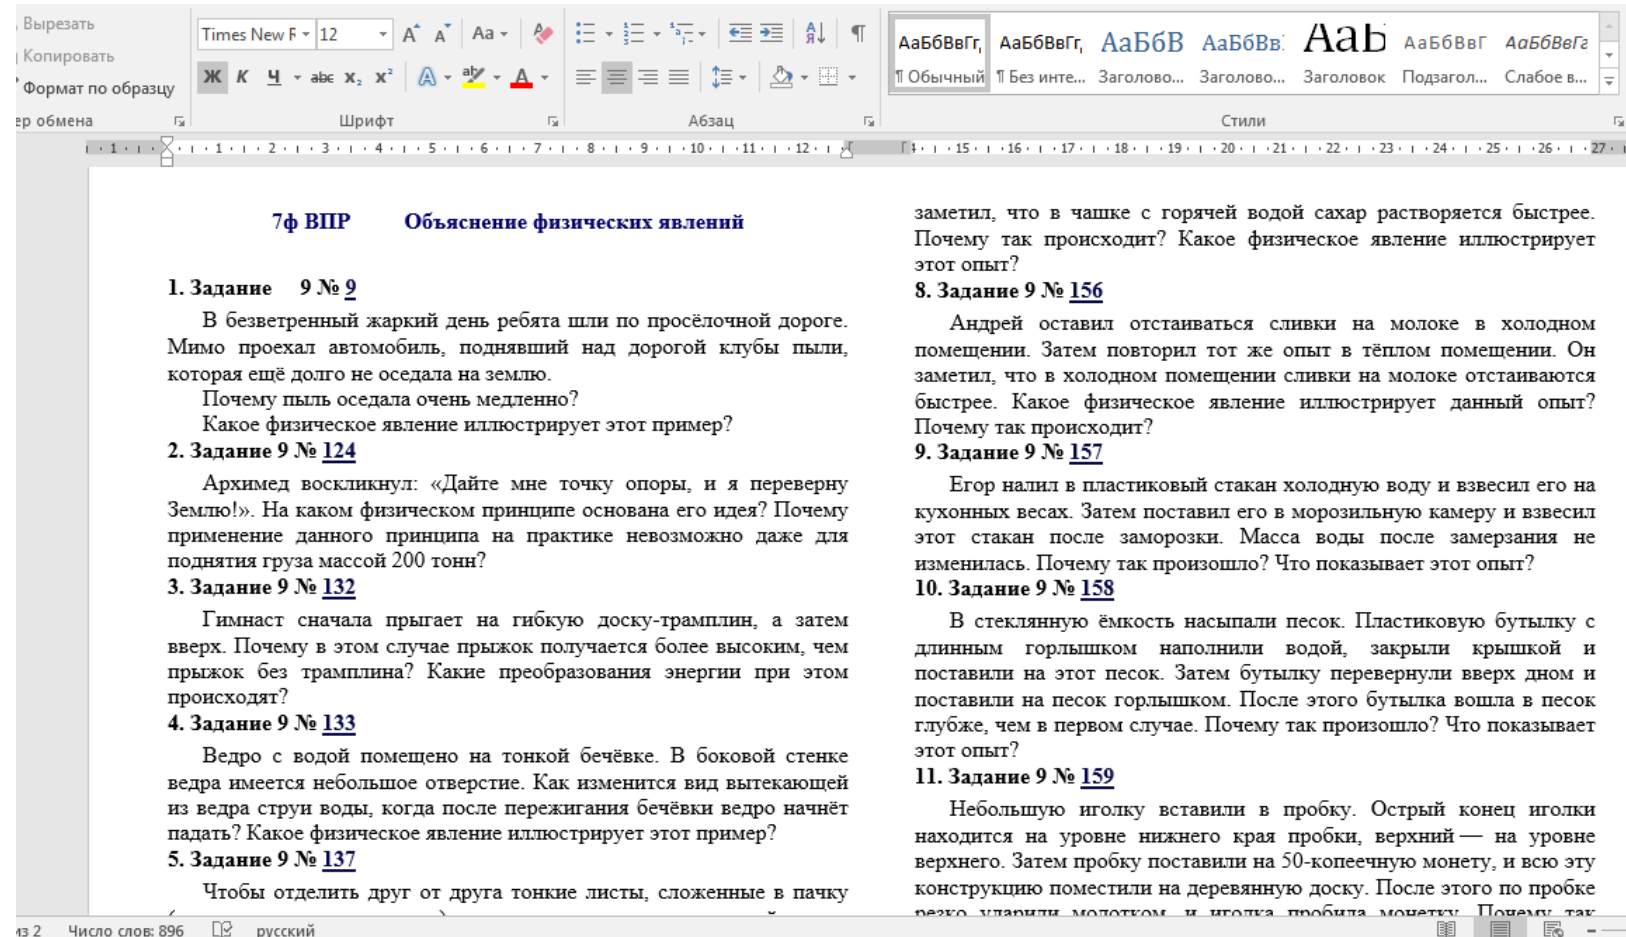 Вырезать
Копировать
Формат по образцу
ер обмена
Times New F
12
Aa
Ж К Ч abc x₂ x²
Шрифт
Абзац
АаБбВвГг,
АаБбВвГг,
АаБбВ
АаБбВв
АаБбВвГ
АаБбВвГг
¶ Обычный
¶ Без инте...
Заголово...
Заголово...
Заголовок
Подзагол...
Слабое в...
Стили
7ф ВПР Объяснение физических явлений
1. Задание 9 № 9
В безветренный жаркий день ребята шли по просёлочной дороге.
Мимо проехал автомобиль, поднявший над дорогой клубы пыли,
которая ещё долго не оседала на землю.
Почему пыль оседала очень медленно?
Какое физическое явление иллюстрирует этот пример?
2. Задание 9 № 124
Архимед воскликнул: «Дайте мне точку опоры, и я переверну
Землю!». На каком физическом принципе основана его идея? Почему
применение данного принципа на практике невозможно даже для
поднятия груза массой 200 тонн?
3. Задание 9 № 132
Гимнаст сначала прыгает на гибкую доску-трамплин, а затем
вверх. Почему в этом случае прыжок получается более высоким, чем
прыжок без трамплина? Какие преобразования энергии при этом
происходят?
4. Задание 9 № 133
Ведро с водой помещено на тонкой бечёвке. В боковой стенке
ведра имеется небольшое отверстие. Как изменится вид вытекающей
из ведра струи воды, когда после пережигания бечёвки ведро начнёт
падать? Какое физическое явление иллюстрирует этот пример?
5. Задание 9 № 137
Чтобы отделить друг от друга тонкие листы, сложенные в пачку
заметил, что в чашке с горячей водой сахар растворяется быстрее.
Почему так происходит? Какое физическое явление иллюстрирует
этот опыт?
8. Задание 9 № 156
Андрей оставил отстаиваться сливки на молоке в холодном
помещении. Затем повторил тот же опыт в тёплом помещении. Он
заметил, что в холодном помещении сливки на молоке отстаиваются
быстрее. Какое физическое явление иллюстрирует данный опыт?
Почему так происходит?
9. Задание 9 № 157
Егор налил в пластиковый стакан холодную воду и взвесил его на
кухонных весах. Затем поставил его в морозильную камеру и взвесил
этот стакан после заморозки. Масса воды после замерзания не
изменилась. Почему так произошло? Что показывает этот опыт?
10. Задание 9 № 158
В стеклянную ёмкость насыпали песок. Пластиковую бутылку с
длинным горлышком наполнили водой, закрыли крышкой и
поставили на этот песок. Затем бутылку перевернули вверх дном и
поставили на песок горлышком. После этого бутылка вошла в песок
глубже, чем в первом случае. Почему так произошло? Что показывает
этот опыт?
11. Задание 9 № 159
Небольшую иголку вставили в пробку. Острый конец иголки
находится на уровне нижнего края пробки, верхний — на уровне
верхнего. Затем пробку поставили на 50-копеечную монету, и всю эту
конструкцию поместили на деревянную доску. После этого по пробке
резко ударили молотком, и иголка пробила монетку. Почему так
из 2 Число слов: 896 русский